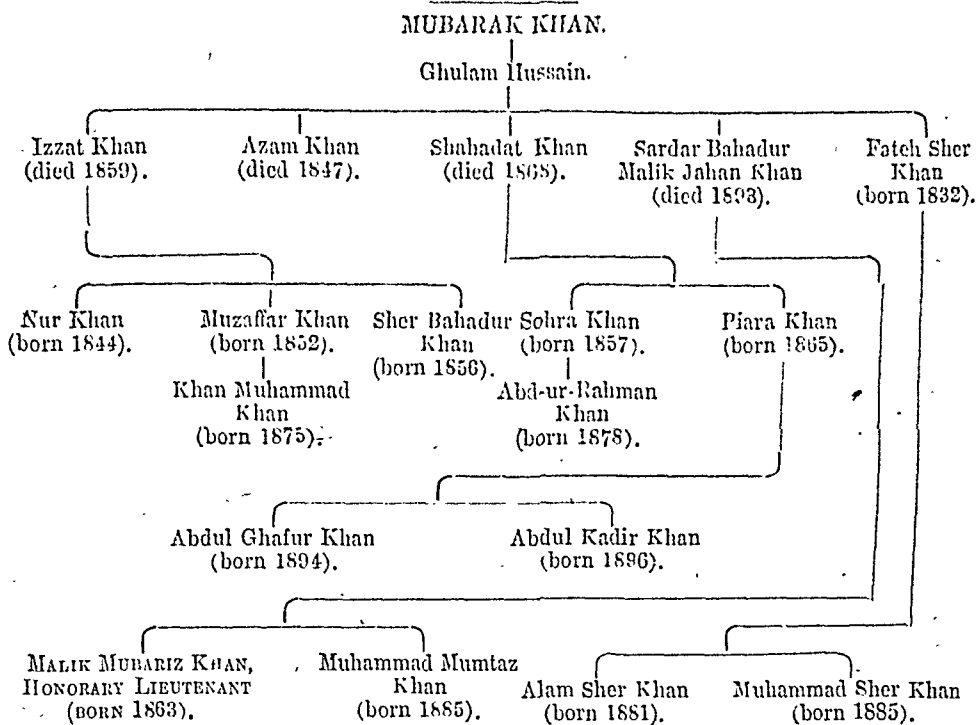 MUBARAK KHAN.
Ghulam Hussain.
Izzat Khan
(died 1859).
Azam Khan
(died 1847).
Shahadat Khan
(died 1868).
Sardar Bahadur
Malik Jahan Khan
(died 1893).
Fateh Sher
Khan
(born 1832).
Nur Khan
(born 1844).
Muzaffar Khan
(born 1852).
Khan Muhammad
Khan
(born 1875).
Sher Bahadur
Khan
(born 1856).
Sohra Khan
(born 1857).
Abd-ur-Rahman
Khan
(born 1878).
Piara Khan
(born 1865).
Abdul Ghafur Khan
(born 1894).
Abdul Kadir Khan
(born 1896).
MALIK MUBARIZ KHAN,
HONORARY LIEUTENANT
(BORN 1863).
Muhammad Mumtaz
Khan
(born 1885).
Alam Sher Khan
(born 1881).
Muhammad Sher Khan
(born 1885).